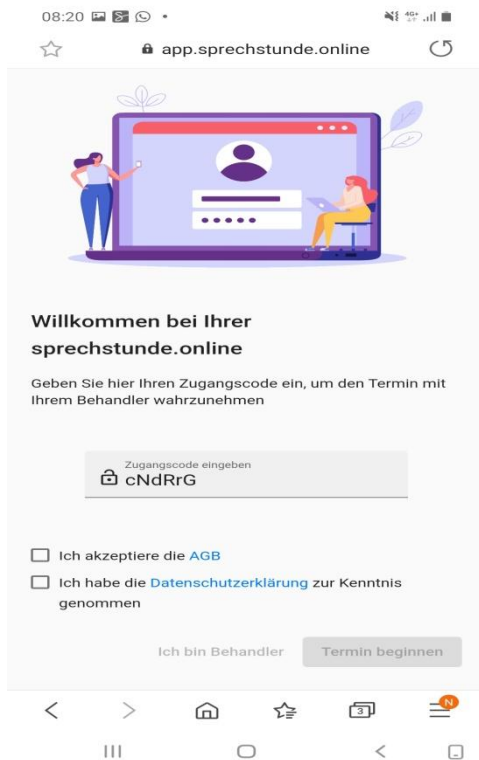 08:20
4G+
app.sprechstunde.online
Willkommen bei Ihrer
sprechstunde.online
Geben Sie hier Ihren Zugangscode ein, um den Termin mit
Ihrem Behandler wahrzunehmen
Zugangscode eingeben
cNdRrG
Ich akzeptiere die AGB
Ich habe die Datenschutzerklärung zur Kenntnis
genommen
Ich bin Behandler
Termin beginnen
3
N